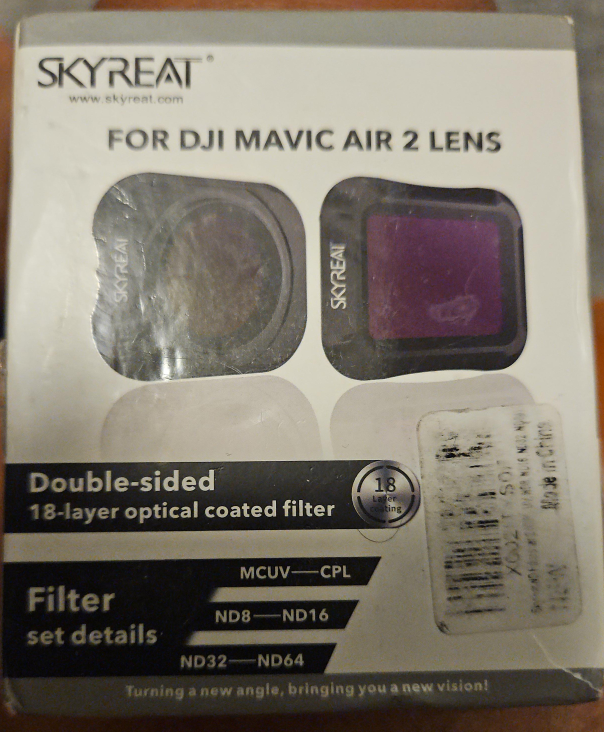 SKYREAT®
www.skyreat.com
FOR DJI MAVIC AIR 2 LENS
SKYREAT
SKYREAT
Double-sided
18-layer optical coated filter
18
Layer
coating
Made in China
Filter
set details
MCUV—CPL
ND8—ND16
ND32—ND64
Turning a new angle, bringing you a new vision!